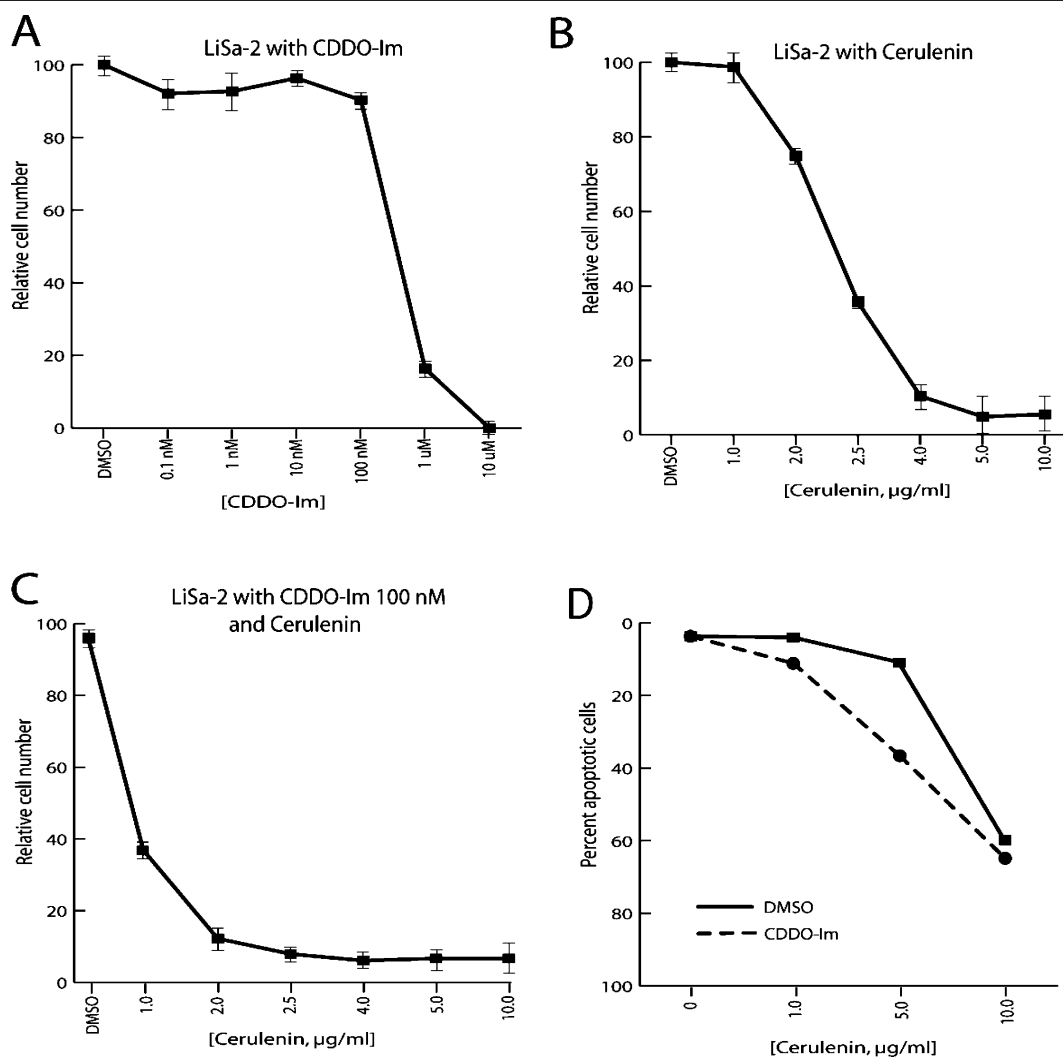 A
LiSa-2 with CDDO-Im
100
80
60
40
20
0
Relative cell number
DMSO
0.1 nM
1 nM
10 nM
100 nM
1 uM
10 uM
[CDDO-Im]
B
LiSa-2 with Cerulenin
100
80
60
40
20
0
Relative cell number
DMSO
1.0
2.0
2.5
4.0
5.0
10.0
[Cerulenin, µg/ml]
C
LiSa-2 with CDDO-Im 100 nM
and Cerulenin
100
80
60
40
20
0
Relative cell number
DMSO
1.0
2.0
2.5
4.0
5.0
10.0
[Cerulenin, µg/ml]
D
0
20
40
60
80
100
Percent apoptotic cells
DMSO
CDDO-Im
0
1.0
5.0
10.0
[Cerulenin, µg/ml]